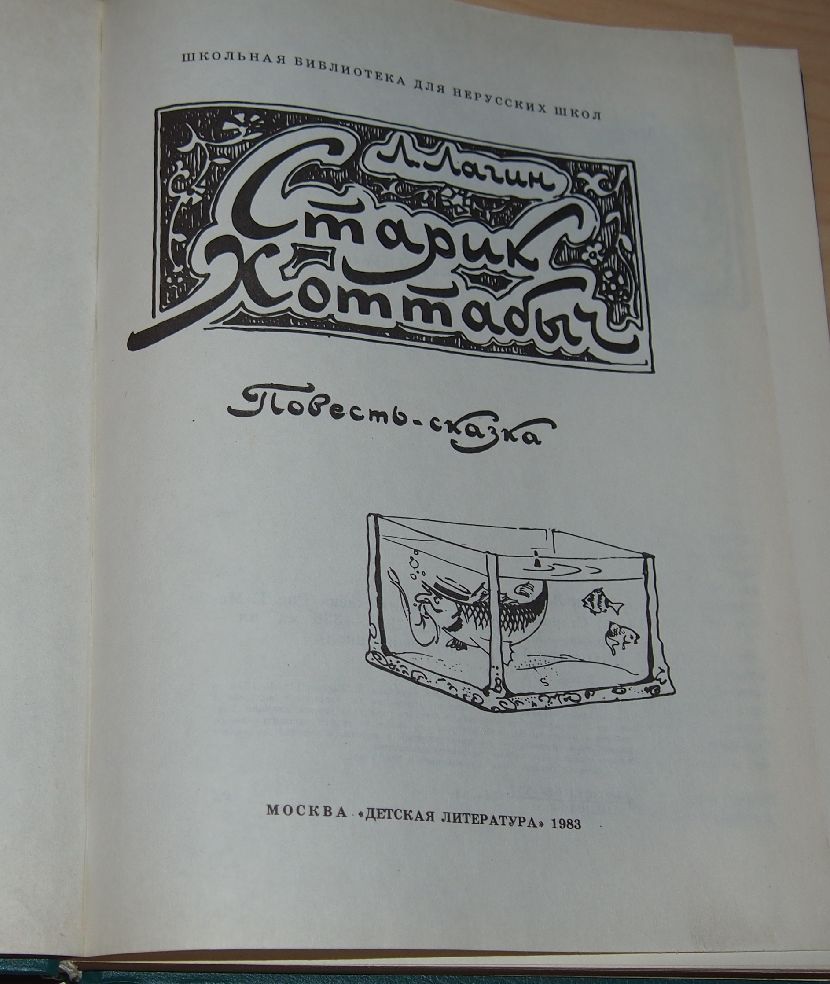 ШКОЛЬНАЯ БИБЛИОТЕКА ДЛЯ НЕРУССКИХ ШКОЛ
Л. Лагин
Старик
Хоттабыч
Повесть-сказка
МОСКВА «ДЕТСКАЯ ЛИТЕРАТУРА» 1983